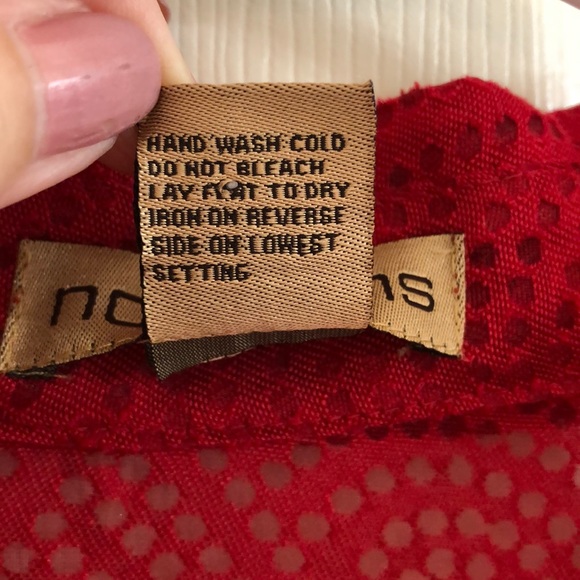 HAND WASH COLD
DO NOT BLEACH
LAY FLAT TO DRY
IRON ON REVERSE
SIDE ON LOWEST
SETTING